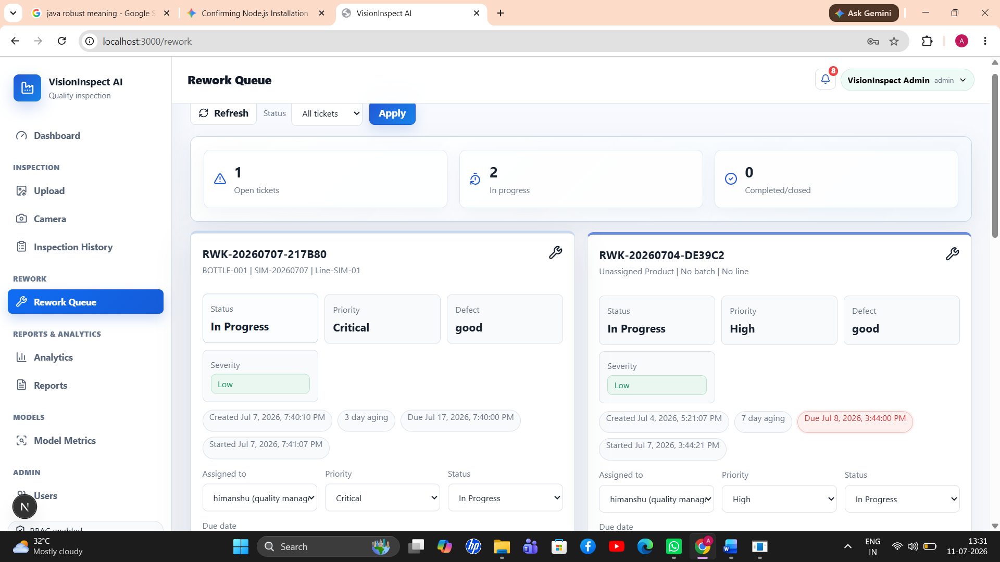 java robust meaning - Google S
Confirming Node.js Installation
VisionInspect AI
Ask Gemini
localhost:3000/rework
A
VisionInspect AI
Quality inspection
Dashboard
INSPECTION
Upload
Camera
Inspection History
REWORK
Rework Queue
REPORTS & ANALYTICS
Analytics
Reports
MODELS
Model Metrics
ADMIN
Users
N
RBAC enabled
Rework Queue
8
VisionInspect Admin admin
Refresh Status All tickets Apply
1
Open tickets
2
In progress
0
Completed/closed
RWK-20260707-217B80
BOTTLE-001 | SIM-20260707 | Line-SIM-01
Status
In Progress
Priority
Critical
Defect
good
Severity
Low
Created Jul 7, 2026, 7:40:10 PM
3 day aging
Due Jul 17, 2026, 7:40:00 PM
Started Jul 7, 2026, 7:41:07 PM
Assigned to
himanshu (quality manag
Priority
Critical
Status
In Progress
Due date
RWK-20260704-DE39C2
Unassigned Product | No batch | No line
Status
In Progress
Priority
High
Defect
good
Severity
Low
Created Jul 4, 2026, 5:21:07 PM
7 day aging
Due Jul 8, 2026, 3:44:00 PM
Started Jul 7, 2026, 3:44:21 PM
Assigned to
himanshu (quality manag
Priority
High
Status
In Progress
Due date
32°C
Mostly cloudy
Search
hp
T
W
A
ENG
IN
13:31
11-07-2026